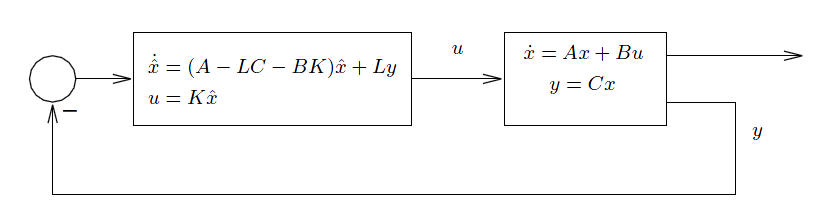 ẋ̂ = (A − LC − BK)x̂ + Ly
u = Kx̂
u
ẋ = Ax + Bu
y = Cx
−
y